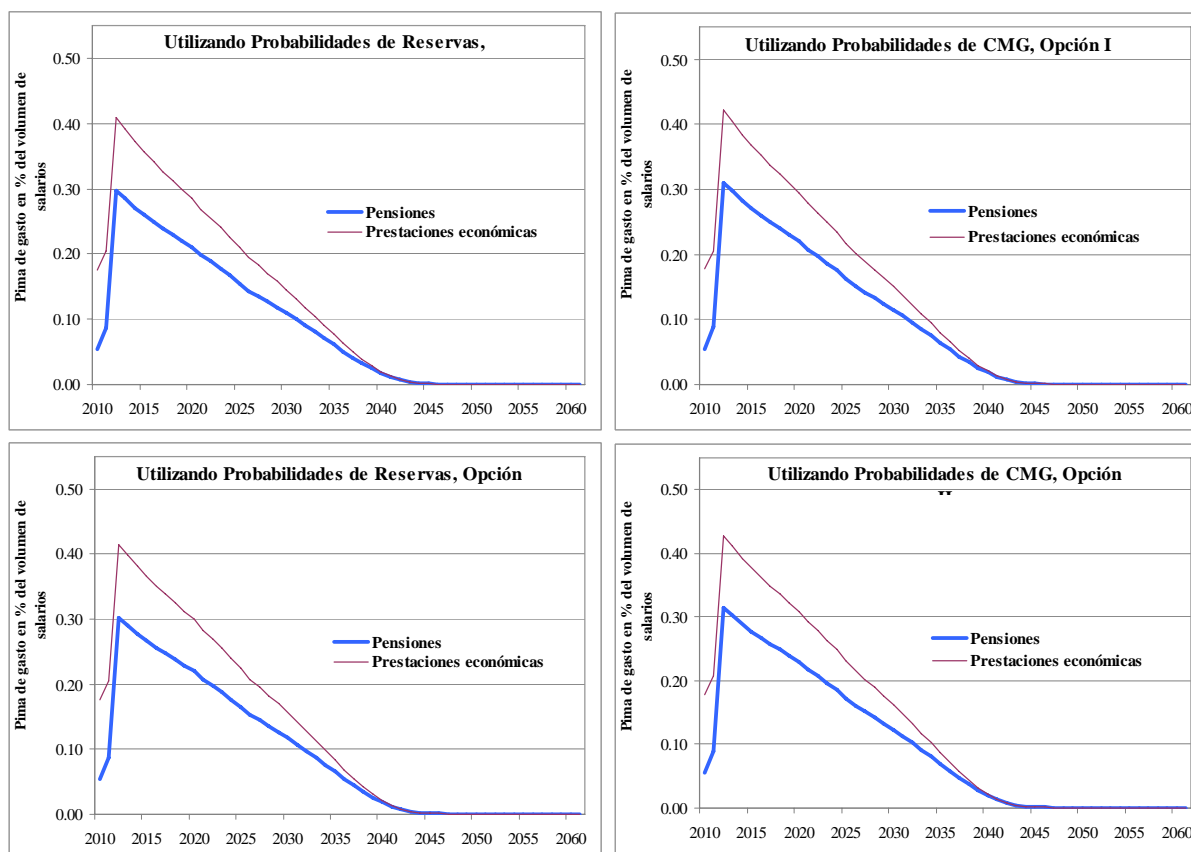 Utilizando Probabilidades de Reservas,
Pima de gasto en % del volumen de
salarios
0.50
0.40
0.30
0.20
0.10
0.00
Pensiones
Prestaciones económicas
2010 2015 2020 2025 2030 2035 2040 2045 2050 2055 2060
Utilizando Probabilidades de CMG, Opción I
Pima de gasto en % del volumen de
salarios
0.50
0.40
0.30
0.20
0.10
0.00
Pensiones
Prestaciones económicas
2010 2015 2020 2025 2030 2035 2040 2045 2050 2055 2060
Utilizando Probabilidades de Reservas, Opción
Pima de gasto en % del volumen de
salarios
0.50
0.40
0.30
0.20
0.10
0.00
Pensiones
Prestaciones económicas
2010 2015 2020 2025 2030 2035 2040 2045 2050 2055 2060
Utilizando Probabilidades de CMG, Opción
Pima de gasto en % del volumen de
salarios
0.50
0.40
0.30
0.20
0.10
0.00
Pensiones
Prestaciones económicas
2010 2015 2020 2025 2030 2035 2040 2045 2050 2055 2060